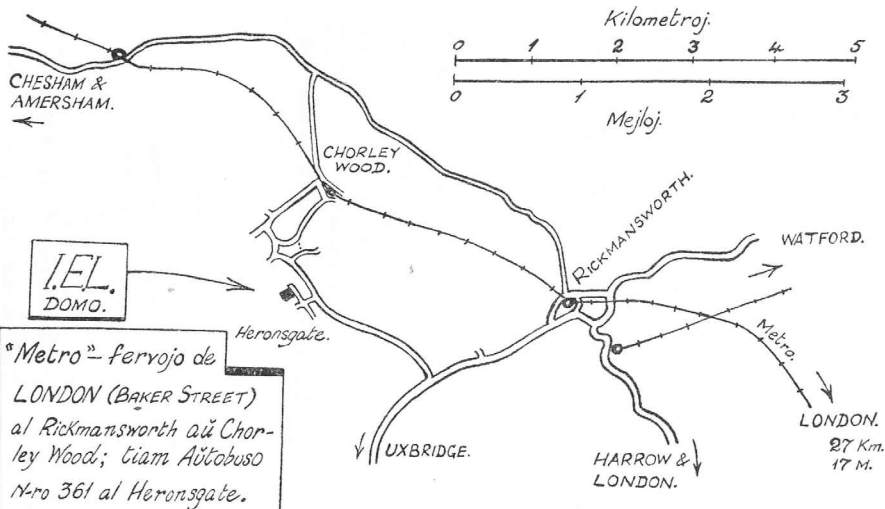 Kilometroj.
0 1 2 3 4 5
0 1 2 3
Mejloj.
CHESHAM &
AMERSHAM.
CHORLEY
WOOD.
RICKMANSWORTH.
WATFORD.
I.E.L.
DOMO.
Heronsgate.
Metro.
"Metro"- fervojo de
LONDON (BAKER STREET)
al Rickmansworth aŭ Chor-
ley Wood; tiam Aŭtobuso
N-ro 361 al Heronsgate.
UXBRIDGE.
HARROW &
LONDON.
LONDON.
27 Km.
17 M.